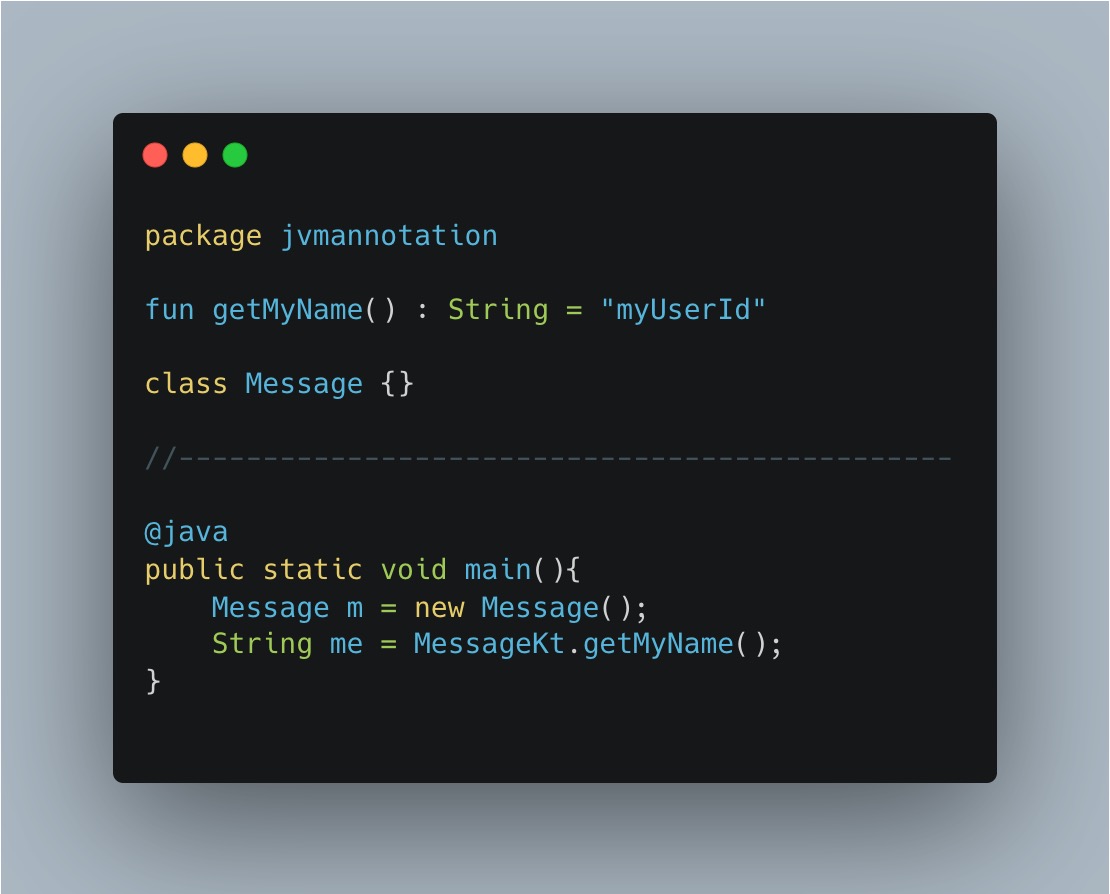 package jvmannotation
fun getMyName() : String = "myUserId"
class Message {}
//----------------------------------------------
@java
public static void main(){
    Message m = new Message();
    String me = MessageKt.getMyName();
}